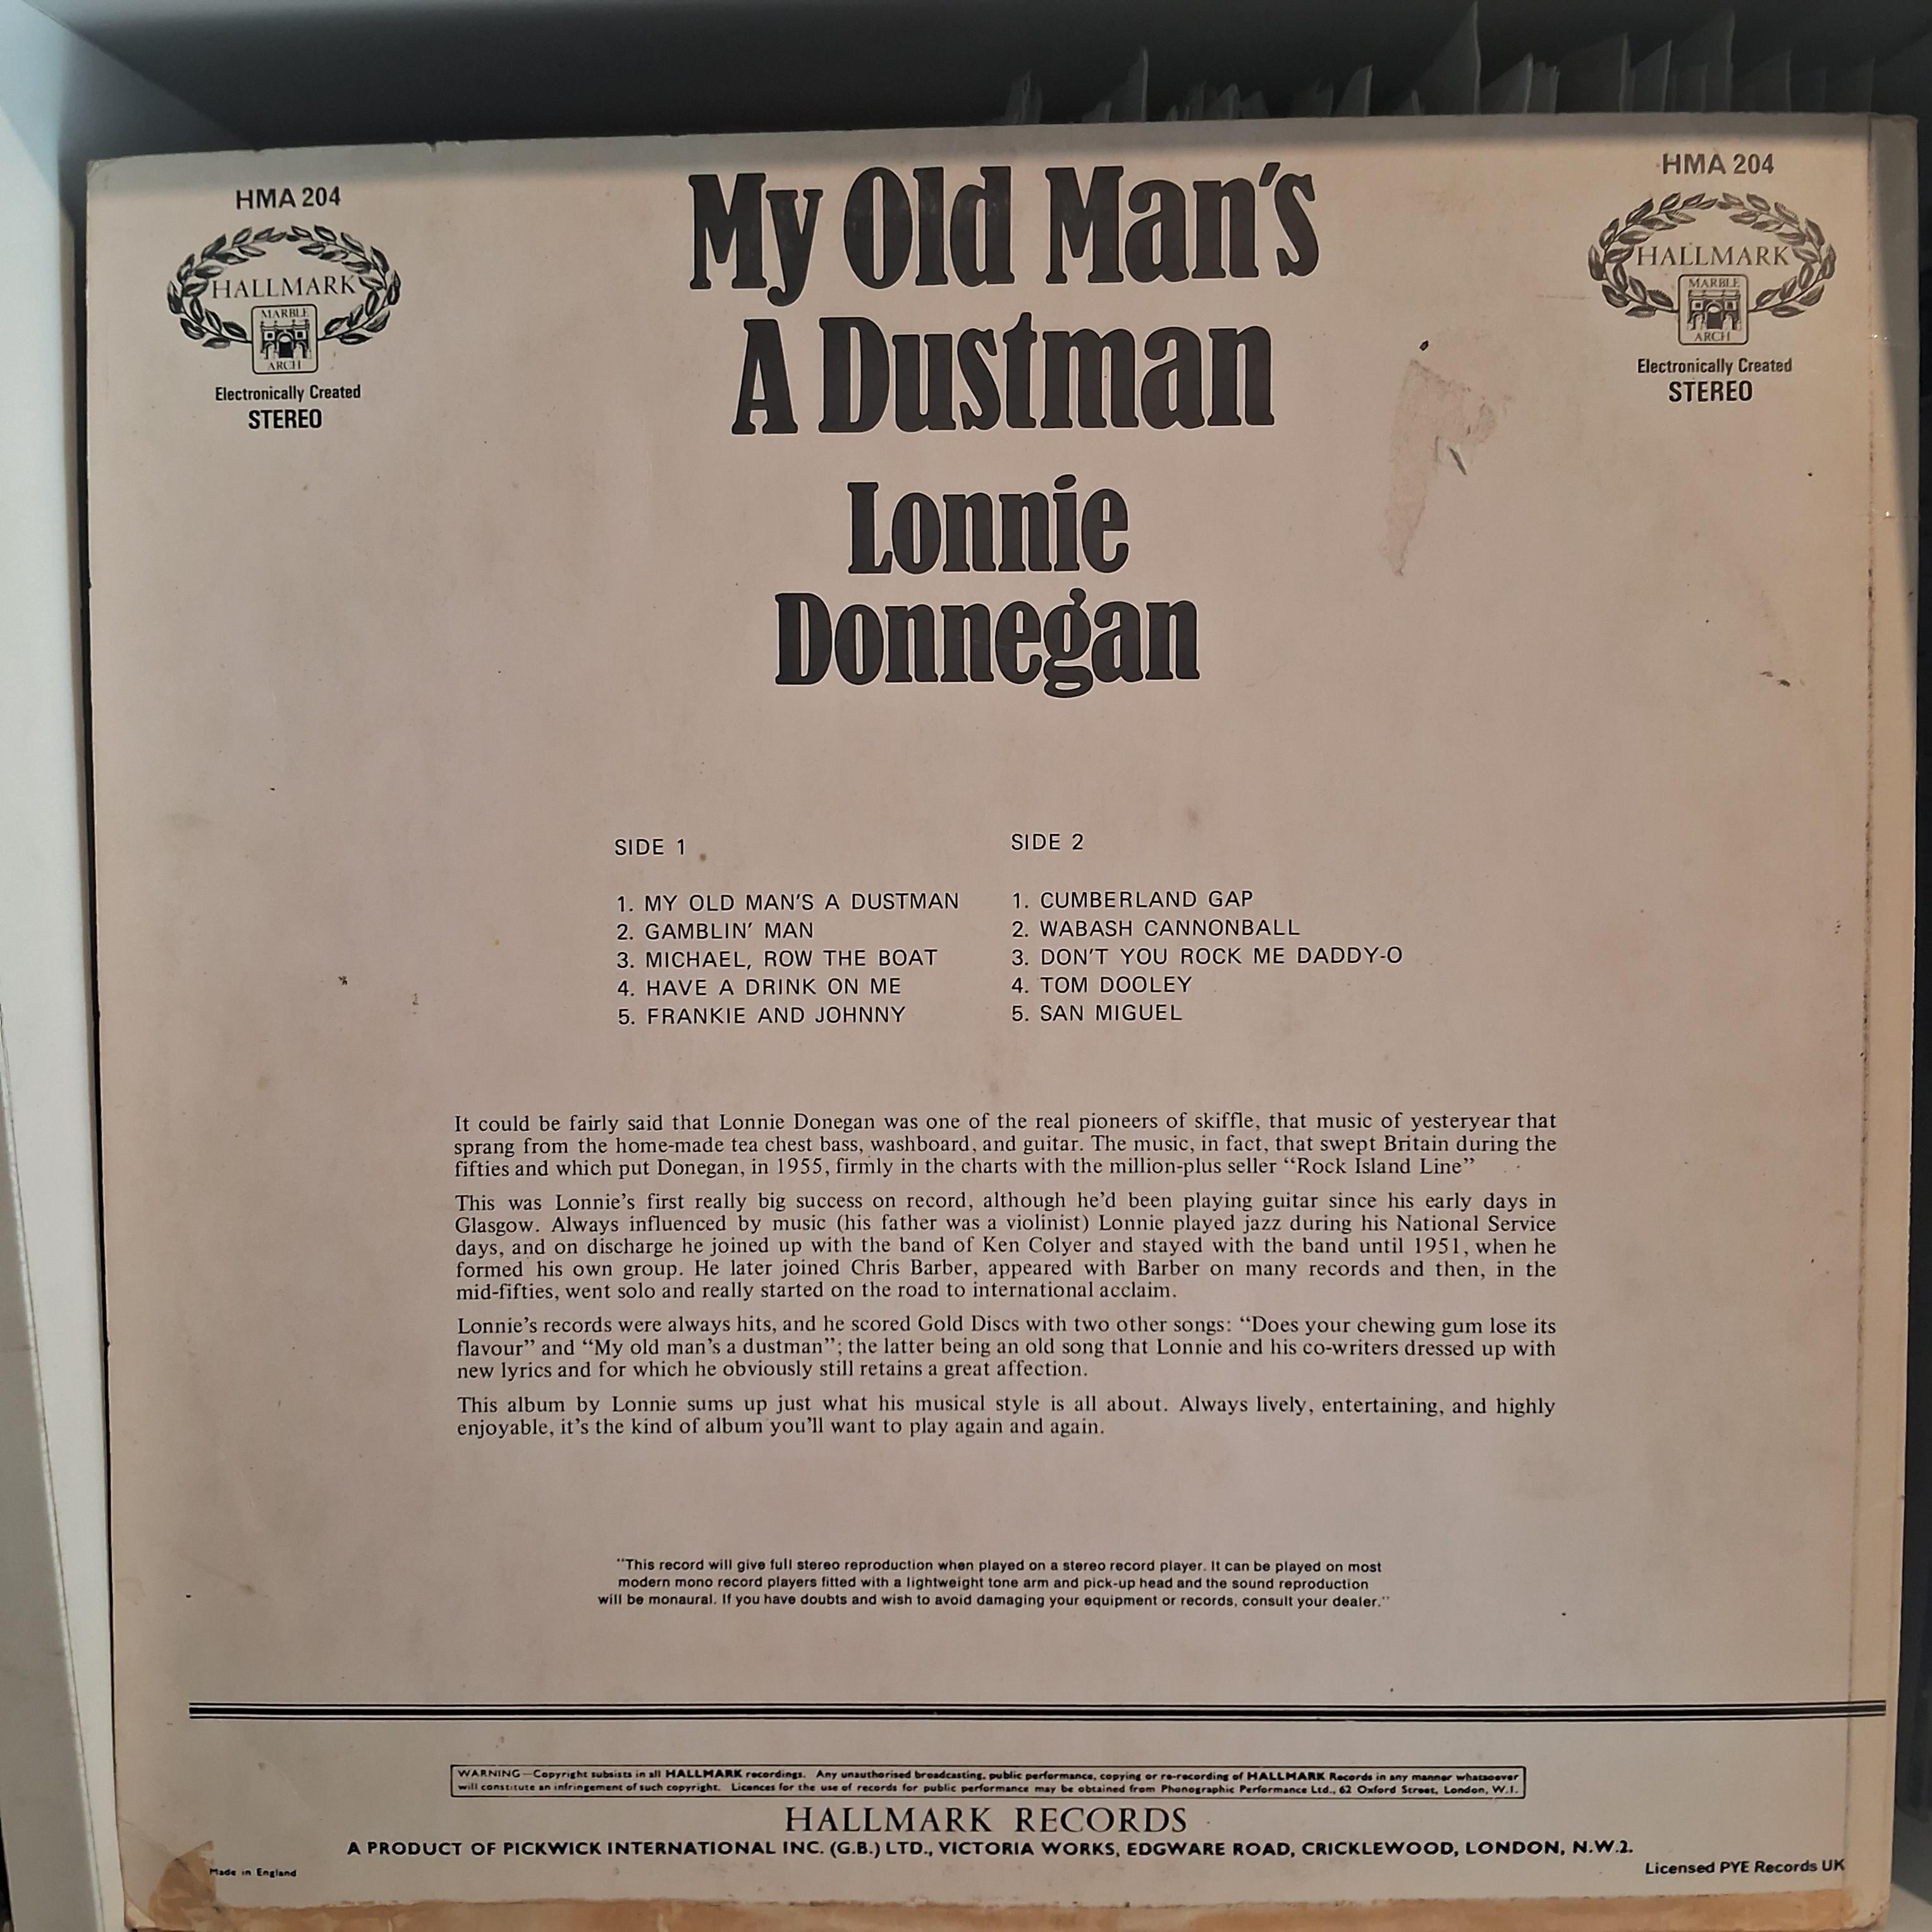 HMA 204
HALLMARK
MARBLE
ARCH
Electronically Created
STEREO
My Old Man's
A Dustman
Lonnie
Donnegan
HMA 204
HALLMARK
MARBLE
ARCH
Electronically Created
STEREO
SIDE 1
1. MY OLD MAN'S A DUSTMAN
2. GAMBLIN' MAN
3. MICHAEL, ROW THE BOAT
4. HAVE A DRINK ON ME
5. FRANKIE AND JOHNNY
SIDE 2
1. CUMBERLAND GAP
2. WABASH CANNONBALL
3. DON'T YOU ROCK ME DADDY-O
4. TOM DOOLEY
5. SAN MIGUEL
It could be fairly said that Lonnie Donegan was one of the real pioneers of skiffle, that music of yesteryear that
sprang from the home-made tea chest bass, washboard, and guitar. The music, in fact, that swept Britain during the
fifties and which put Donegan, in 1955, firmly in the charts with the million-plus seller “Rock Island Line”
This was Lonnie's first really big success on record, although he'd been playing guitar since his early days in
Glasgow. Always influenced by music (his father was a violinist) Lonnie played jazz during his National Service
days, and on discharge he joined up with the band of Ken Colyer and stayed with the band until 1951, when he
formed his own group. He later joined Chris Barber, appeared with Barber on many records and then, in the
mid-fifties, went solo and really started on the road to international acclaim.
Lonnie's records were always hits, and he scored Gold Discs with two other songs: “Does your chewing gum lose its
flavour” and “My old man's a dustman”; the latter being an old song that Lonnie and his co-writers dressed up with
new lyrics and for which he obviously still retains a great affection.
This album by Lonnie sums up just what his musical style is all about. Always lively, entertaining, and highly
enjoyable, it's the kind of album you'll want to play again and again.
"This record will give full stereo reproduction when played on a stereo record player. It can be played on most
modern mono record players fitted with a lightweight tone arm and pick-up head and the sound reproduction
will be monaural. If you have doubts and wish to avoid damaging your equipment or records, consult your dealer."
WARNING—Copyright subsists in all HALLMARK recordings. Any unauthorised broadcasting, public performance, copying or re-recording of HALLMARK Records in any manner whatsoever
will constitute an infringement of such copyright. Licences for the use of records for public performance may be obtained from Phonographic Performance Ltd., 62 Oxford Street, London, W.1.
HALLMARK RECORDS
A PRODUCT OF PICKWICK INTERNATIONAL INC. (G.B.) LTD., VICTORIA WORKS, EDGWARE ROAD, CRICKLEWOOD, LONDON, N.W.2.
Made in England
Licensed PYE Records UK